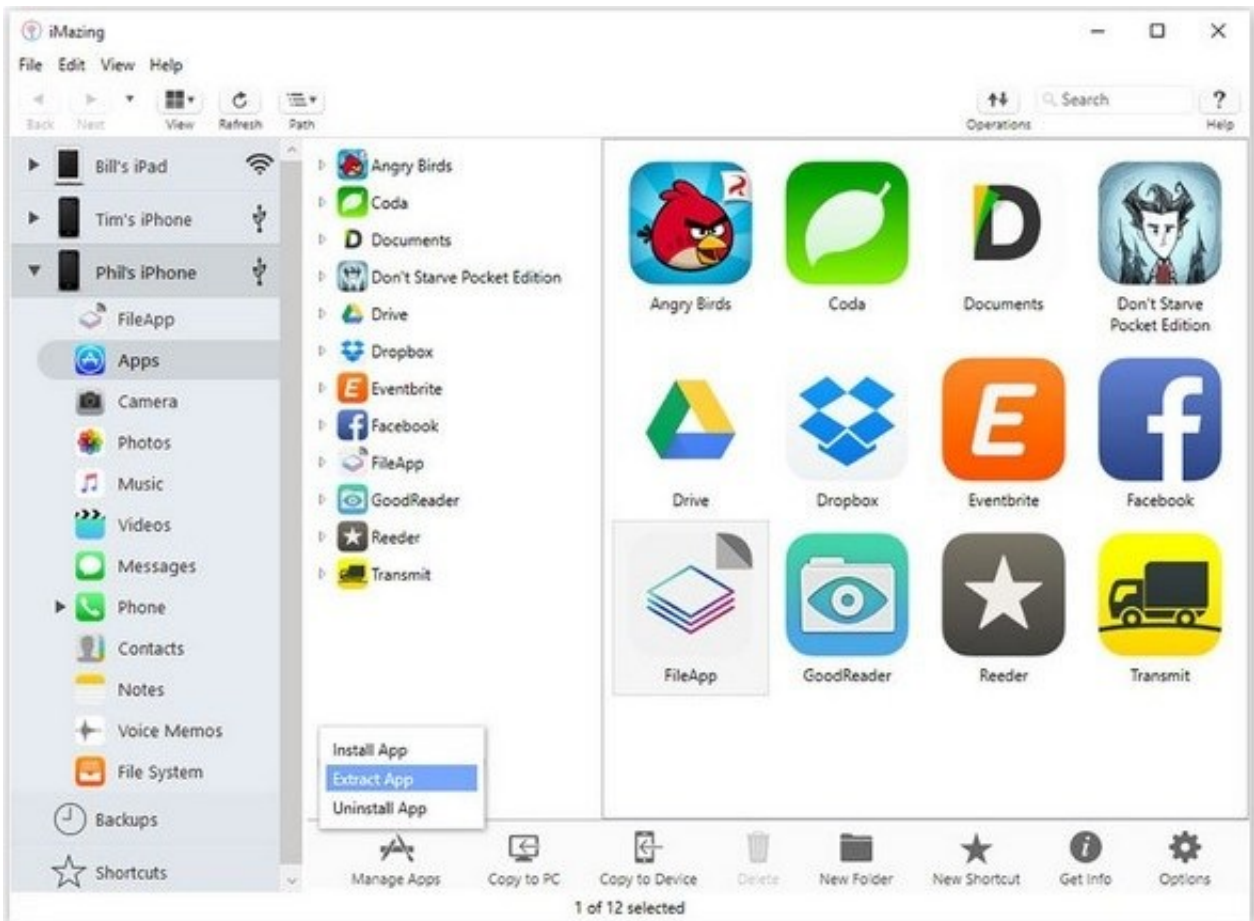 iMazing
File Edit View Help
Back Next View Refresh Path Operations Search ? Help
Bill's iPad
Tim's iPhone
Phil's iPhone
FileApp
Apps
Camera
Photos
Music
Videos
Messages
Phone
Contacts
Notes
Voice Memos
File System
Backups
Shortcuts
Angry Birds
Coda
Documents
Don't Starve Pocket Edition
Drive
Dropbox
Eventbrite
Facebook
FileApp
GoodReader
Reeder
Transmit
Install App
Extract App
Uninstall App
Angry Birds Coda Documents Don't Starve
Pocket Edition
Drive Dropbox Eventbrite Facebook
FileApp GoodReader Reeder Transmit
Manage Apps Copy to PC Copy to Device Delete New Folder New Shortcut Get Info Options
1 of 12 selected